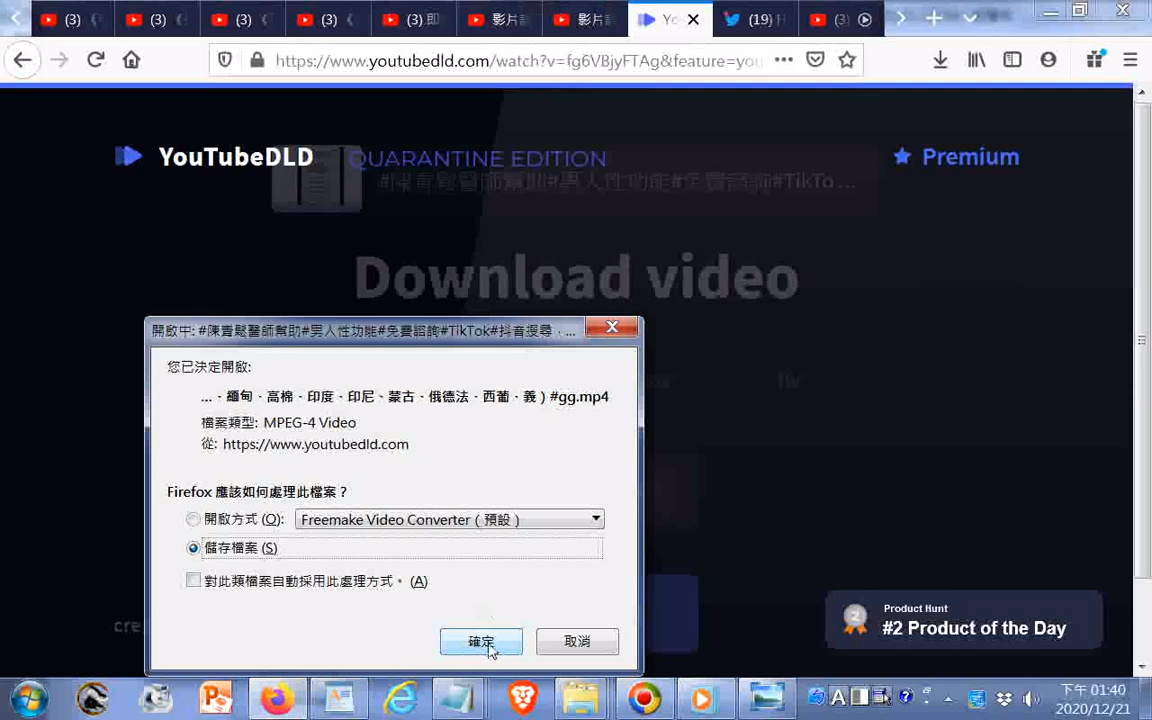 (3)
(3)
(3)
(3)
(3) 即
影片
影片
(19)
(3)
https://www.youtubedld.com/watch?v=fg6VBjyFTAg&feature=you
YouTubeDLD
QUARANTINE EDITION
Premium
#陳青鬆醫師幫助#男人性功能#免費諮詢#TikTo...
Download video
開啟中: #陳青鬆醫師幫助#男人性功能#免費諮詢#TikTok#抖音搜尋，...
您已決定開啟:
...、緬甸、高棉、印度、印尼、蒙古、俄德法、西葡、義）#gg.mp4
檔案類型: MPEG-4 Video
從: https://www.youtubedld.com
Firefox 應該如何處理此檔案？
開啟方式 (O):
Freemake Video Converter（預設）
儲存檔案 (S)
對此類檔案自動採用此處理方式。(A)
確定
取消
Product Hunt
#2 Product of the Day
下午 01:40
2020/12/21